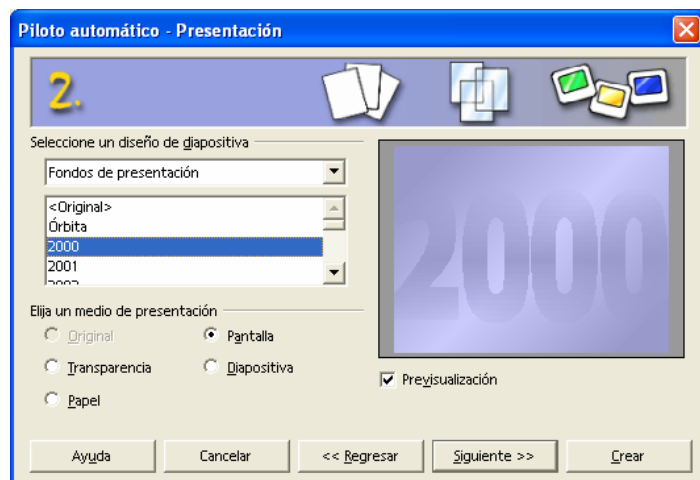 Piloto automático - Presentación
2.
Seleccione un diseño de diapositiva
Fondos de presentación
<Original>
Órbita
2000
2001
2000
Elija un medio de presentación
Original
Pantalla
Transparencia
Diapositiva
Papel
Previsualización
Ayuda
Cancelar
<< Regresar
Siguiente >>
Crear